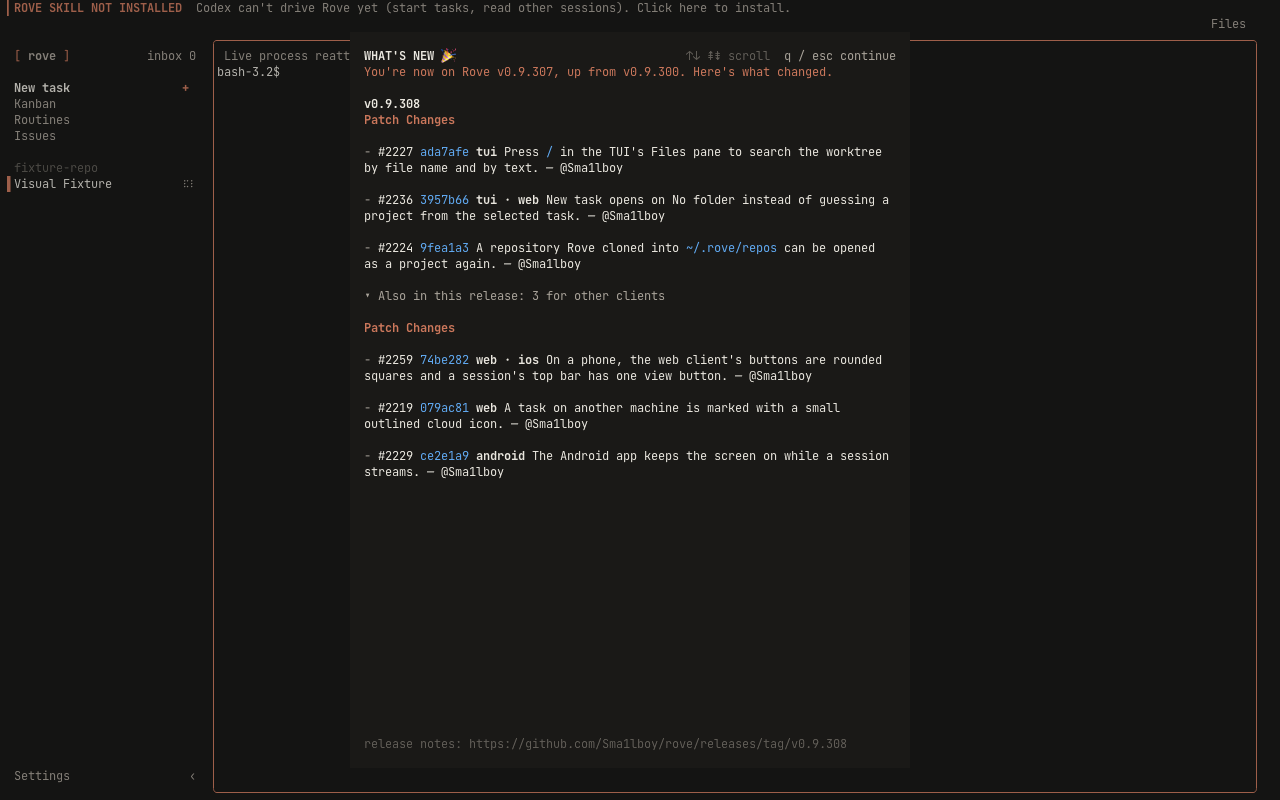 ROVE SKILL NOT INSTALLED  Codex can't drive Rove yet (start tasks, read other sessions). Click here to install.
Files
[ rove ]  inbox 0
Live process reatt
bash-3.2$
New task +
Kanban
Routines
Issues
fixture-repo
Visual Fixture
Settings ‹
WHAT'S NEW 🎉  ↑↓ ⇞⇟ scroll  q / esc continue
You're now on Rove v0.9.307, up from v0.9.300. Here's what changed.
v0.9.308
Patch Changes
- #2227 ada7afe tui Press / in the TUI's Files pane to search the worktree
by file name and by text. — @Sma1lboy
- #2236 3957b66 tui · web New task opens on No folder instead of guessing a
project from the selected task. — @Sma1lboy
- #2224 9fea1a3 A repository Rove cloned into ~/.rove/repos can be opened
as a project again. — @Sma1lboy
▾ Also in this release: 3 for other clients
Patch Changes
- #2259 74be282 web · ios On a phone, the web client's buttons are rounded
squares and a session's top bar has one view button. — @Sma1lboy
- #2219 079ac81 web A task on another machine is marked with a small
outlined cloud icon. — @Sma1lboy
- #2229 ce2e1a9 android The Android app keeps the screen on while a session
streams. — @Sma1lboy
release notes: https://github.com/Sma1lboy/rove/releases/tag/v0.9.308